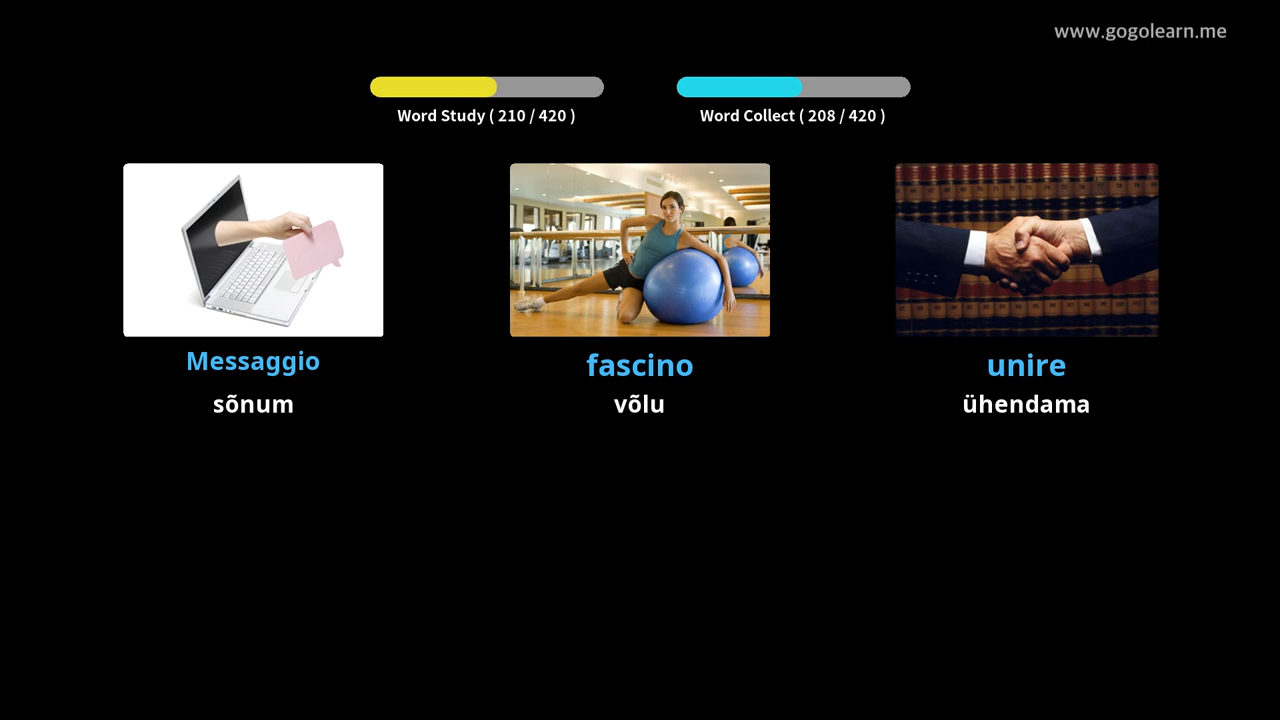 www.gogolearn.me
Word Study ( 210 / 420 )
Word Collect ( 208 / 420 )
Messaggio
sõnum
fascino
võlu
unire
ühendama